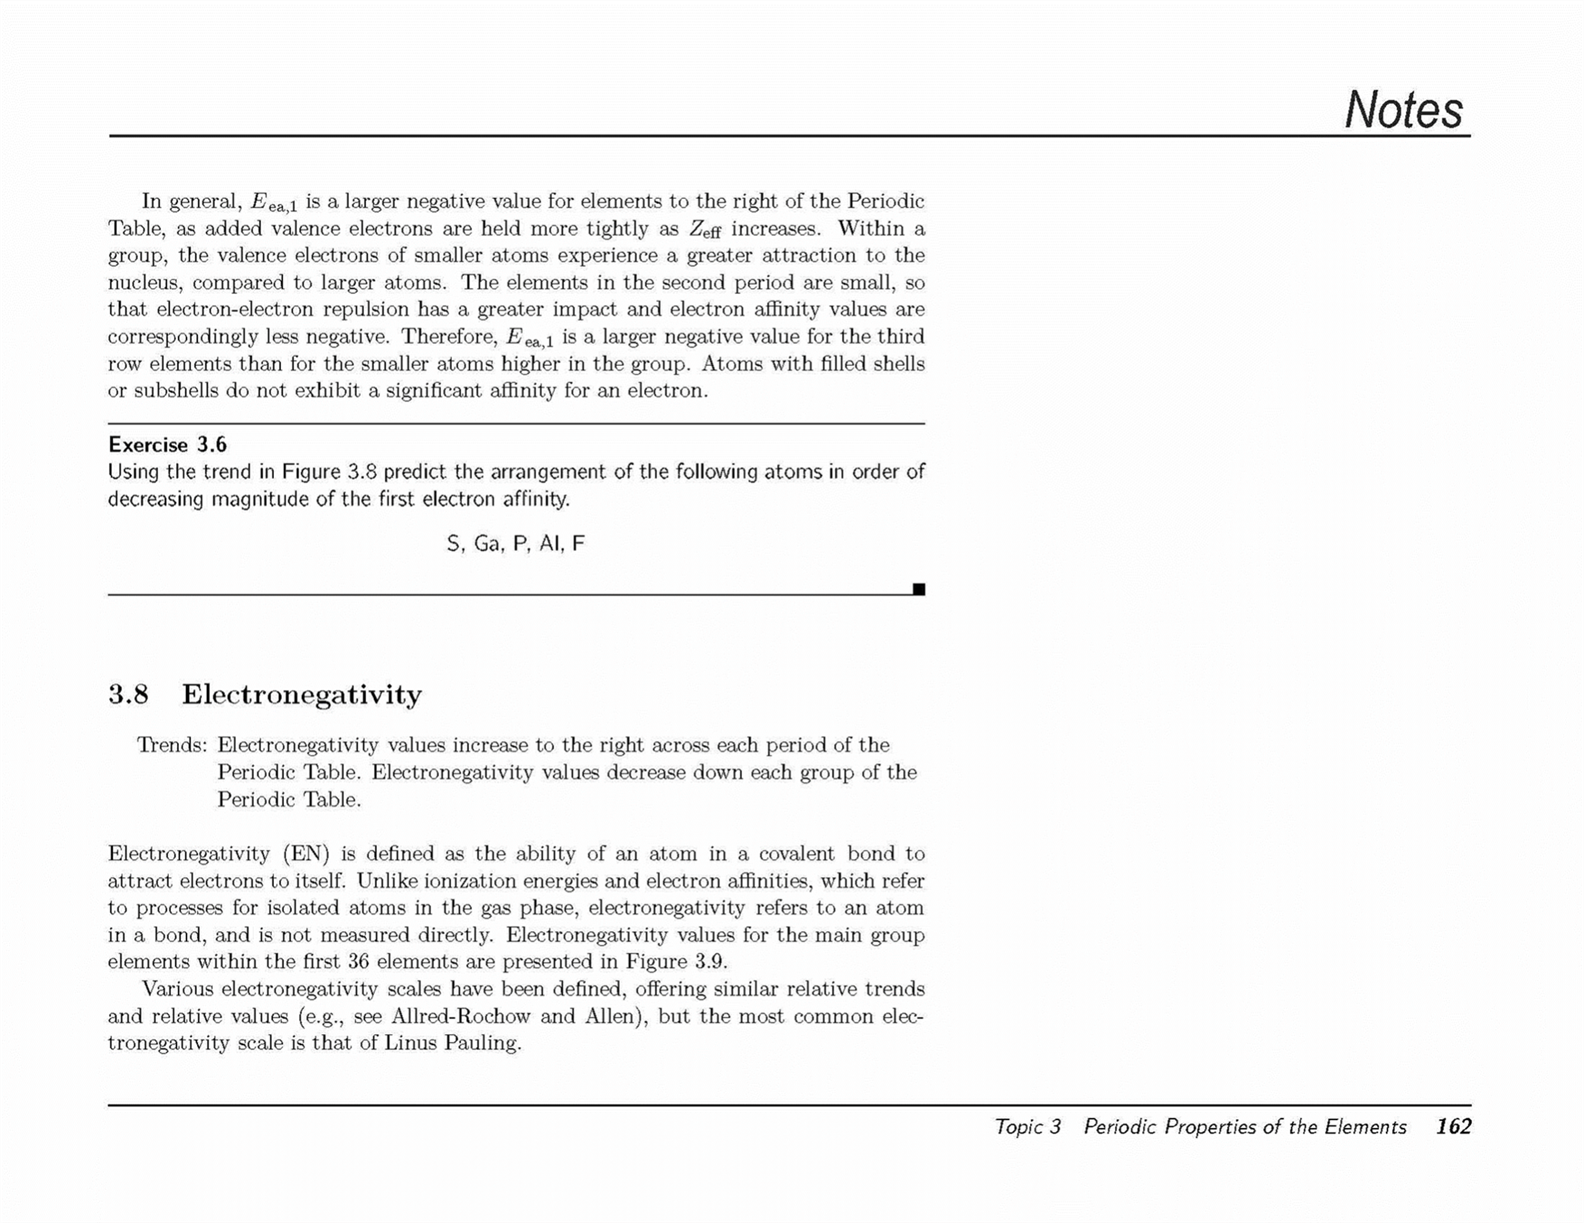 Notes
In general, Eea,1 is a larger negative value for elements to the right of the Periodic
Table, as added valence electrons are held more tightly as Zeff increases. Within a
group, the valence electrons of smaller atoms experience a greater attraction to the
nucleus, compared to larger atoms. The elements in the second period are small, so
that electron-electron repulsion has a greater impact and electron affinity values are
correspondingly less negative. Therefore, Eea,1 is a larger negative value for the third
row elements than for the smaller atoms higher in the group. Atoms with filled shells
or subshells do not exhibit a significant affinity for an electron.
Exercise 3.6
Using the trend in Figure 3.8 predict the arrangement of the following atoms in order of
decreasing magnitude of the first electron affinity.
S, Ga, P, Al, F
3.8 Electronegativity
Trends: Electronegativity values increase to the right across each period of the
Periodic Table. Electronegativity values decrease down each group of the
Periodic Table.
Electronegativity (EN) is defined as the ability of an atom in a covalent bond to
attract electrons to itself. Unlike ionization energies and electron affinities, which refer
to processes for isolated atoms in the gas phase, electronegativity refers to an atom
in a bond, and is not measured directly. Electronegativity values for the main group
elements within the first 36 elements are presented in Figure 3.9.
Various electronegativity scales have been defined, offering similar relative trends
and relative values (e.g., see Allred-Rochow and Allen), but the most common elec-
tronegativity scale is that of Linus Pauling.
Topic 3 Periodic Properties of the Elements 162